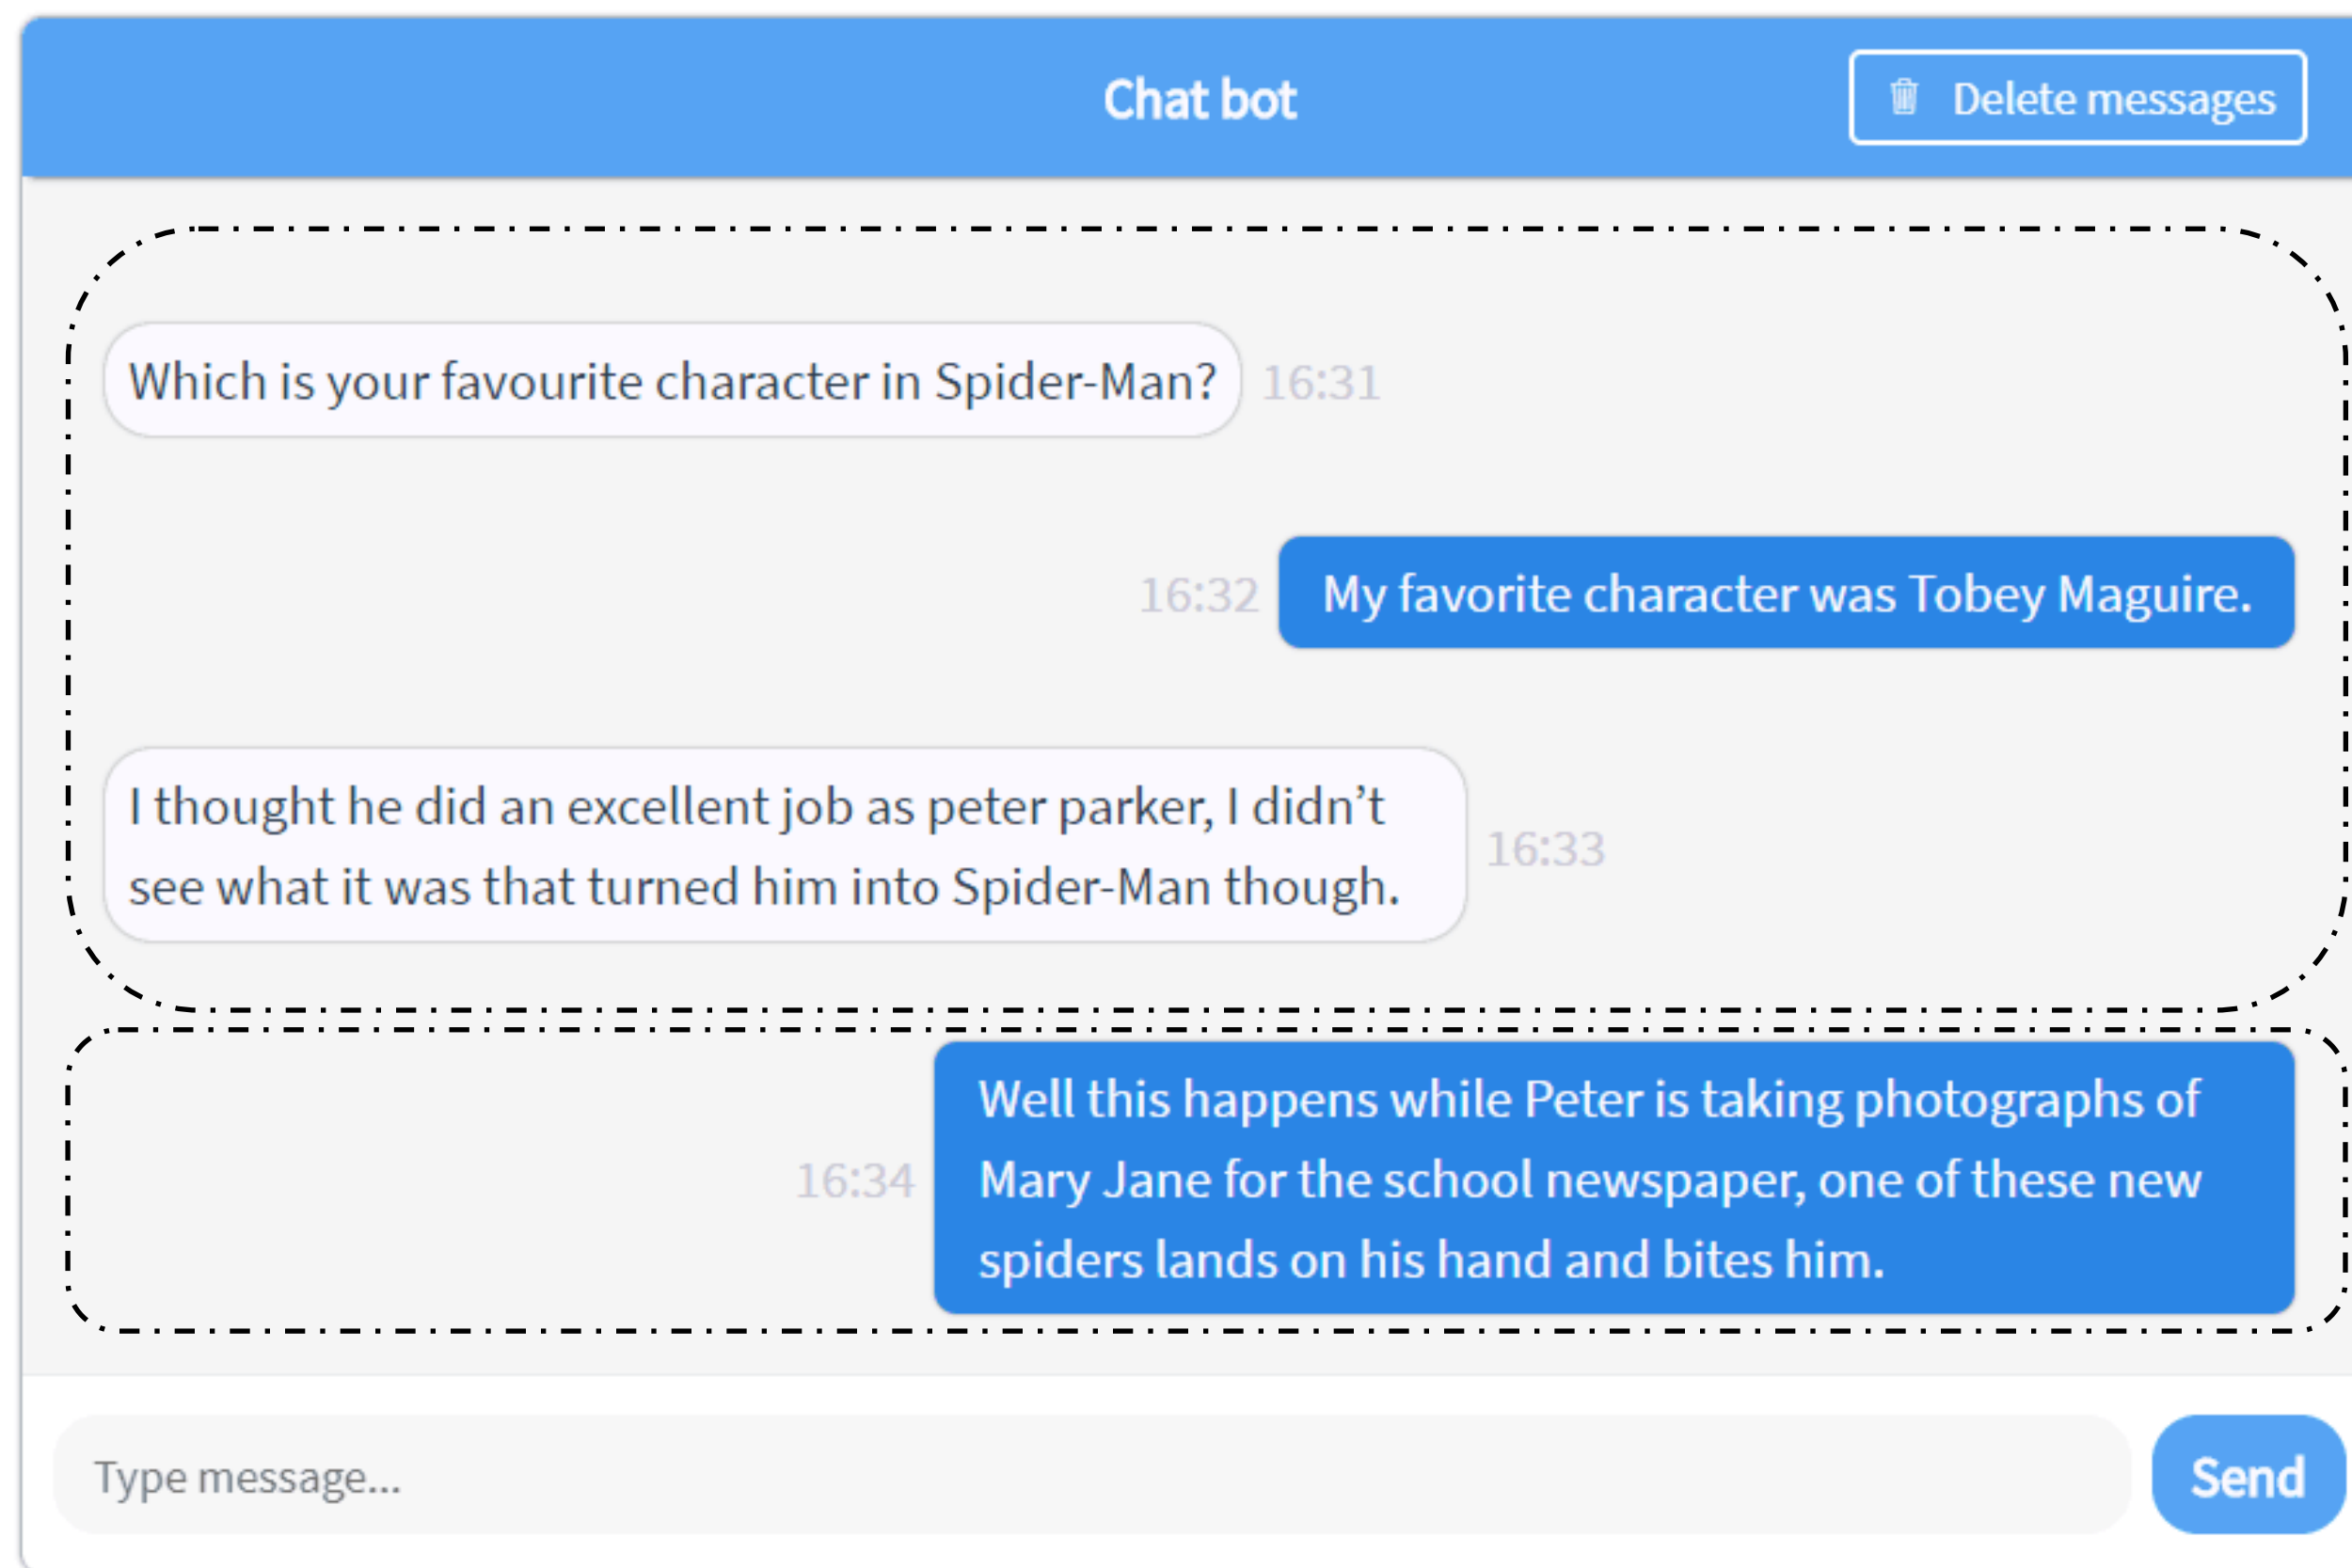 Chat bot
Delete messages
Which is your favourite character in Spider-Man? 16:31
16:32 My favorite character was Tobey Maguire.
I thought he did an excellent job as peter parker, I didn’t
see what it was that turned him into Spider-Man though.
16:33
Well this happens while Peter is taking photographs of
16:34 Mary Jane for the school newspaper, one of these new
spiders lands on his hand and bites him.
Type message...
Send